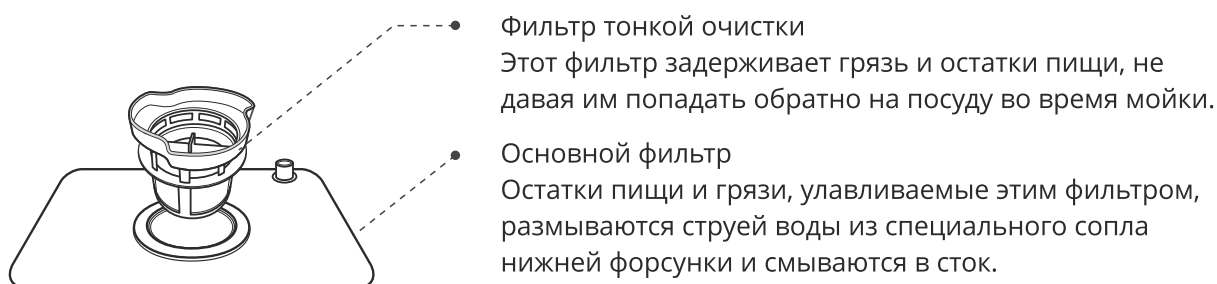 Фильтр тонкой очистки
Этот фильтр задерживает грязь и остатки пищи, не
давая им попадать обратно на посуду во время мойки.
Основной фильтр
Остатки пищи и грязи, улавливаемые этим фильтром,
размываются струей воды из специального сопла
нижней форсунки и смываются в сток.